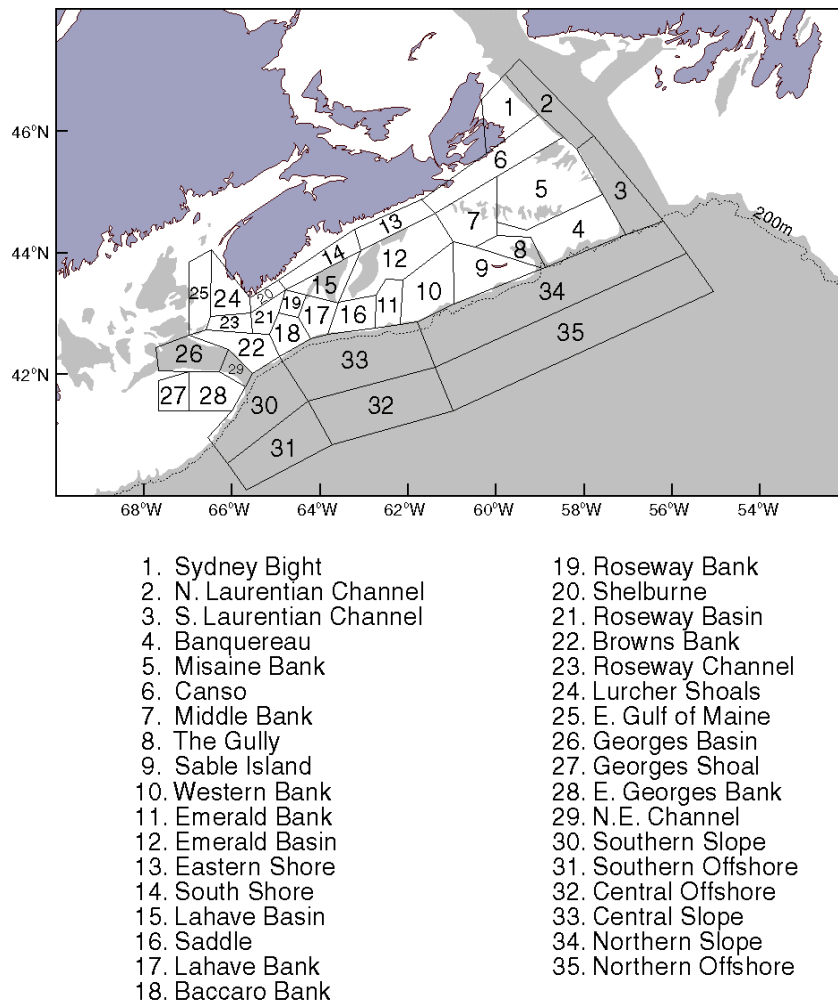 46°N
44°N
42°N
68°W 66°W 64°W 62°W 60°W 58°W 56°W 54°W
200m
1
2
3
4
5
6
7
8
9
10
11
12
13
14
15
16
17
18
19
20
21
22
23
24
25
26
27
28
29
30
31
32
33
34
35
1. Sydney Bight
2. N. Laurentian Channel
3. S. Laurentian Channel
4. Banquereau
5. Misaine Bank
6. Canso
7. Middle Bank
8. The Gully
9. Sable Island
10. Western Bank
11. Emerald Bank
12. Emerald Basin
13. Eastern Shore
14. South Shore
15. Lahave Basin
16. Saddle
17. Lahave Bank
18. Baccaro Bank
19. Roseway Bank
20. Shelburne
21. Roseway Basin
22. Browns Bank
23. Roseway Channel
24. Lurcher Shoals
25. E. Gulf of Maine
26. Georges Basin
27. Georges Shoal
28. E. Georges Bank
29. N.E. Channel
30. Southern Slope
31. Southern Offshore
32. Central Offshore
33. Central Slope
34. Northern Slope
35. Northern Offshore